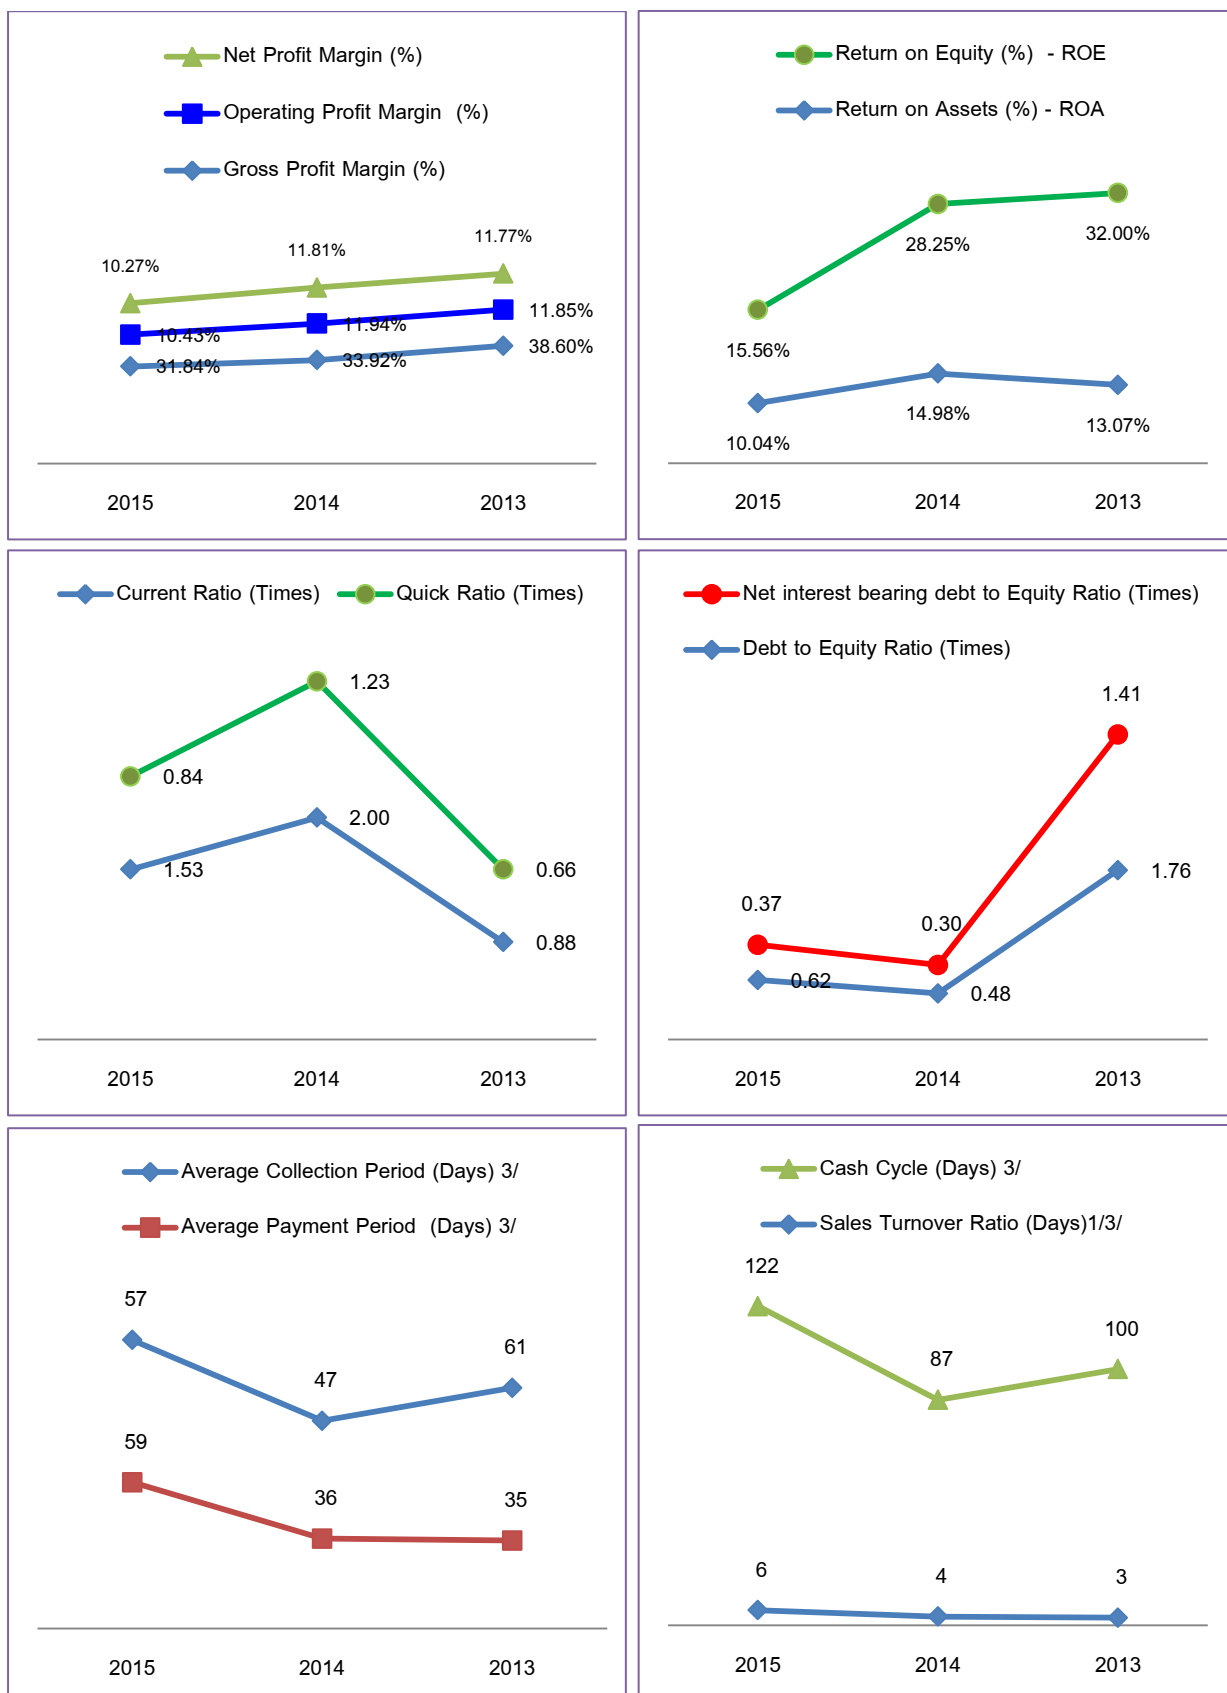 Net Profit Margin (%)
Operating Profit Margin (%)
Gross Profit Margin (%)
10.27%
11.81%
11.77%
10.43%
11.94%
11.85%
31.84%
33.92%
38.60%
2015 2014 2013
Return on Equity (%) - ROE
Return on Assets (%) - ROA
15.56%
28.25%
32.00%
10.04%
14.98%
13.07%
2015 2014 2013
Current Ratio (Times) Quick Ratio (Times)
0.84
1.23
0.66
1.53
2.00
0.88
2015 2014 2013
Net interest bearing debt to Equity Ratio (Times)
Debt to Equity Ratio (Times)
0.37
0.30
1.41
0.62
0.48
1.76
2015 2014 2013
Average Collection Period (Days) 3/
Average Payment Period (Days) 3/
57
47
61
59
36
35
2015 2014 2013
Cash Cycle (Days) 3/
Sales Turnover Ratio (Days)1/3/
122
87
100
6
4
3
2015 2014 2013